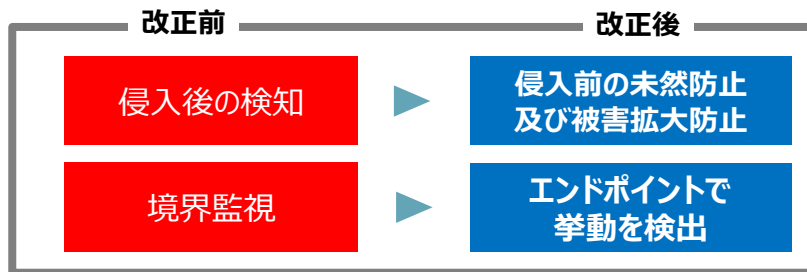 改正前
改正後
侵入後の検知
侵入前の未然防止
及び被害拡大防止
境界監視
エンドポイントで
挙動を検出